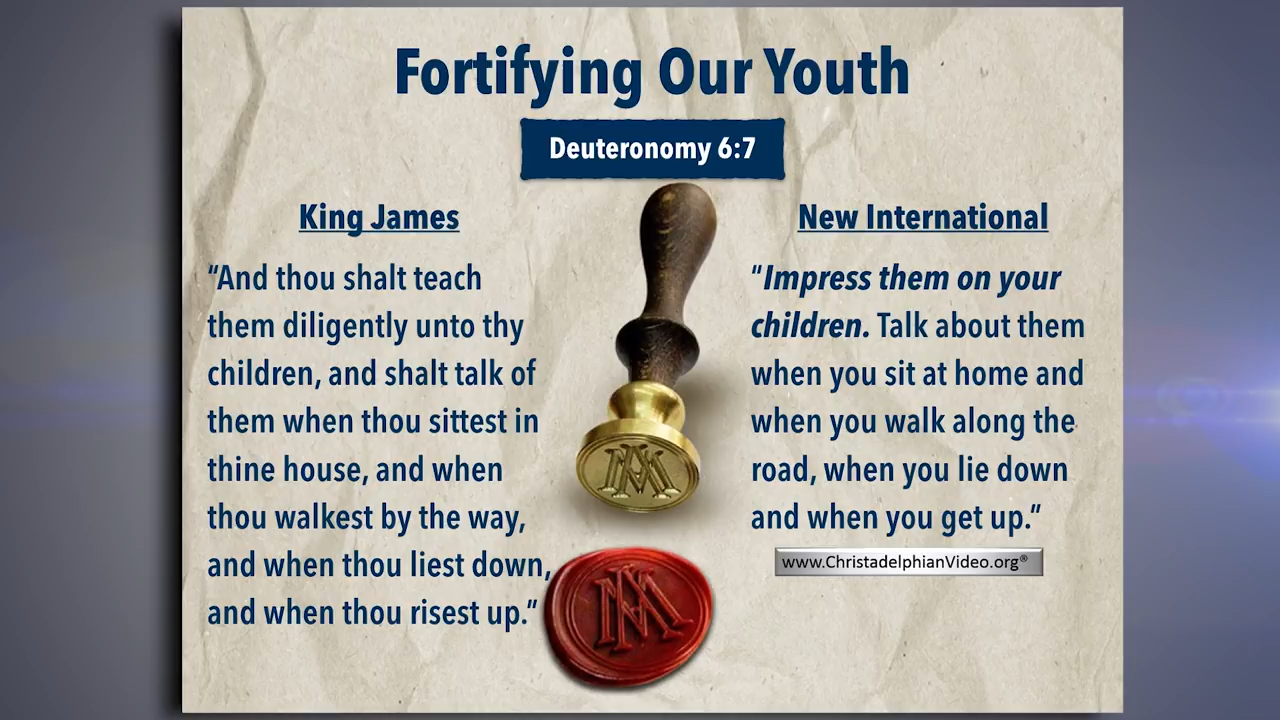 Fortifying Our Youth
Deuteronomy 6:7
King James
“And thou shalt teach
them diligently unto thy
children, and shalt talk of
them when thou sittest in
thine house, and when
thou walkest by the way,
and when thou liest down,
and when thou risest up.”
New International
“Impress them on your
children. Talk about them
when you sit at home and
when you walk along the
road, when you lie down
and when you get up.”
www.ChristadelphianVideo.org®